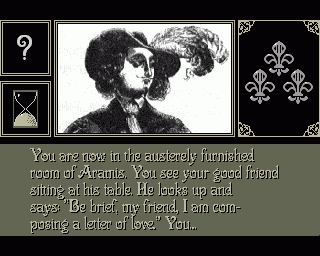 You are now in the austerely furnished
room of Aramis. You see your good friend
sitting at his table. He looks up and
says: "Be brief, my friend, I am com-
posing a letter of love." You...